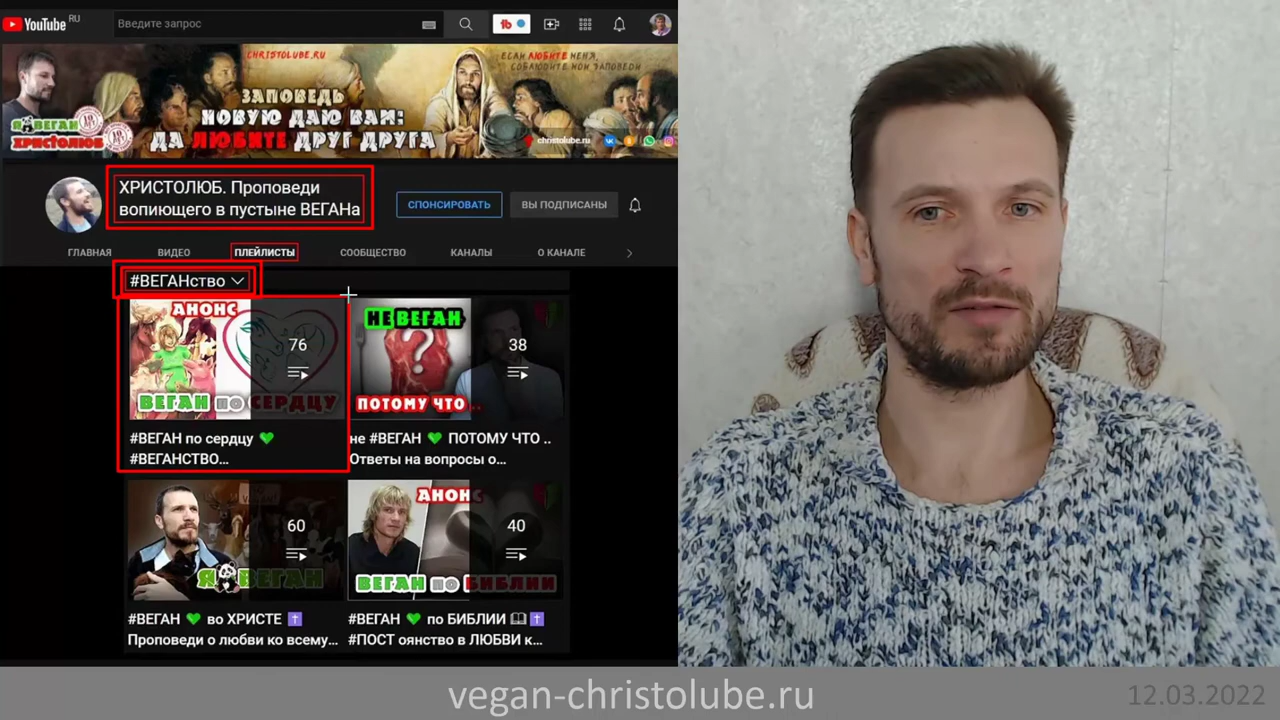 YouTube RU
Введите запрос
CHRISTOLUBE.RU
ЕСЛИ ЛЮБИТЕ МЕНЯ,
СОБЛЮДИТЕ МОИ ЗАПОВЕДИ
ЗАПОВЕДЬ
НОВУЮ ДАЮ ВАМ:
ДА ЛЮБИТЕ ДРУГ ДРУГА
Я ВЕГАН
ХРИСТОЛЮБ
christolube.ru
ХРИСТОЛЮБ. Проповеди
вопиющего в пустыне ВЕГАНа
СПОНСИРОВАТЬ
ВЫ ПОДПИСАНЫ
ГЛАВНАЯ ВИДЕО ПЛЕЙЛИСТЫ СООБЩЕСТВО КАНАЛЫ О КАНАЛЕ
#ВЕГАНство
АНОНС
76
ВЕГАН ПО СЕРДЦУ
#ВЕГАН по сердцу 💚
#ВЕГАНСТВО...
НЕ ВЕГАН
38
ПОТОМУ ЧТО..
не #ВЕГАН 💚 ПОТОМУ ЧТО ..
Ответы на вопросы о...
60
Я ВЕГАН
#ВЕГАН 💚 во ХРИСТЕ ✝️
Проповеди о любви ко всему...
АНОНС
40
ВЕГАН ПО БИБЛИИ
#ВЕГАН 💚 по БИБЛИИ 📖✝️
#ПОСТ оянство в ЛЮБВИ к...
vegan-christolube.ru
12.03.2022